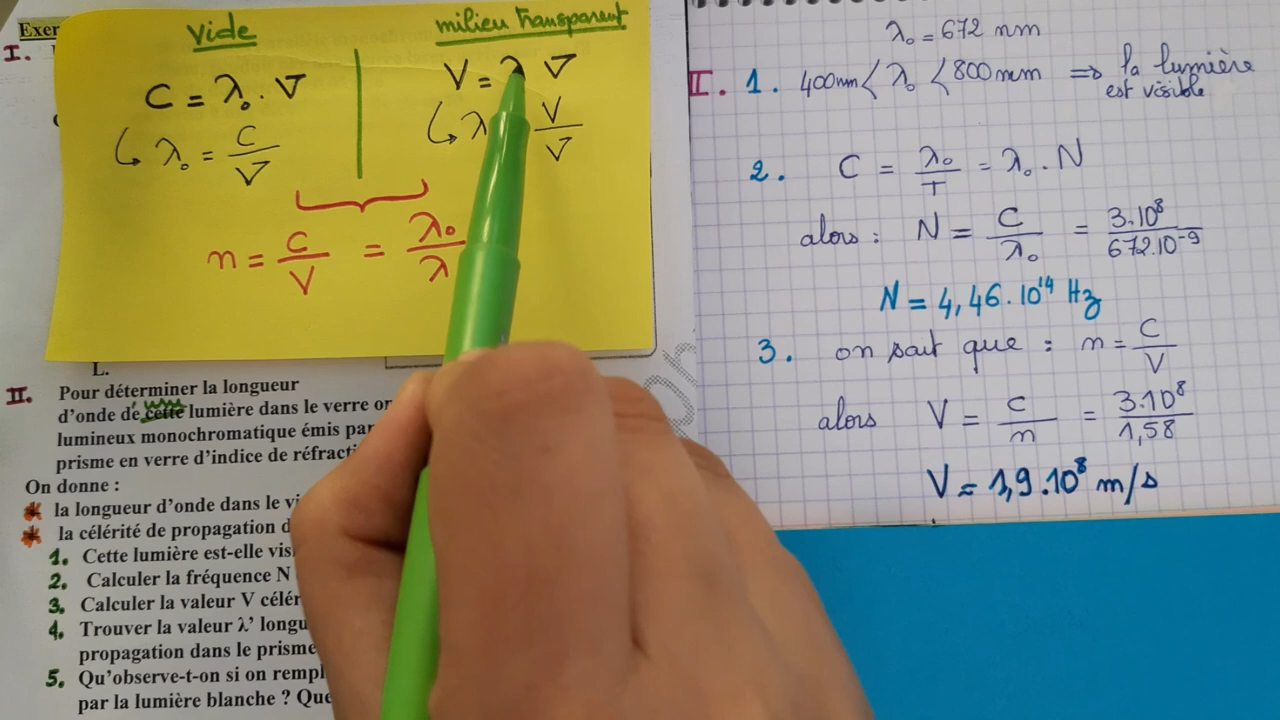 Exer
I.
vide
milieu transparent
C = λ₀ . ν
V = λ ν
↳ λ₀ = C / ν
↳ λ V / ν
n = C / V = λ₀ / λ
L.
II. Pour déterminer la longueur
d'onde de cette lumière dans le verre on
lumineux monochromatique émis par
prisme en verre d'indice de réfracti
On donne :
* la longueur d'onde dans le vi
* la célérité de propagation d
1. Cette lumière est-elle vis
2. Calculer la fréquence N
3. Calculer la valeur V célér
4. Trouver la valeur λ' longu
propagation dans le prisme
5. Qu'observe-t-on si on rempl
par la lumière blanche ? Que
λ₀ = 672 nm
II. 1. 400nm < λ₀ < 800nm ⇒ la lumière
est visible
2. C = λ₀ / T = λ₀ . N
alors : N = C / λ₀ = 3.10⁸ / 672.10⁻⁹
N = 4,46.10¹⁴ Hz
3. on sait que : n = C / V
alors V = C / n = 3.10⁸ / 1,58
V = 1,9.10⁸ m/s